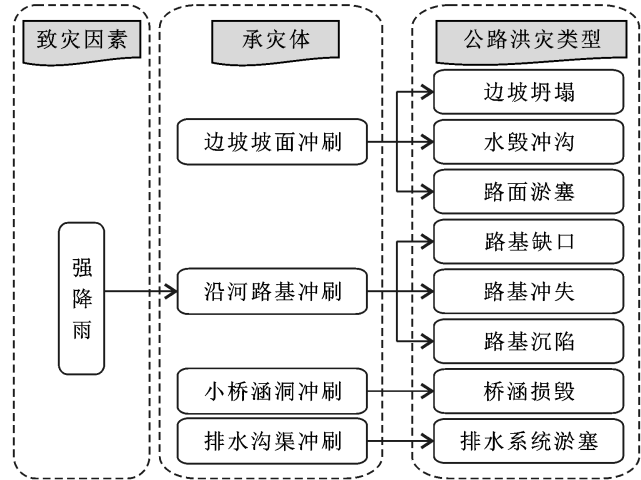 致灾因素
承灾体
公路洪灾类型
强
降
雨
边坡坡面冲刷
沿河路基冲刷
小桥涵洞冲刷
排水沟渠冲刷
边坡坍塌
水毁冲沟
路面淤塞
路基缺口
路基冲失
路基沉陷
桥涵损毁
排水系统淤塞